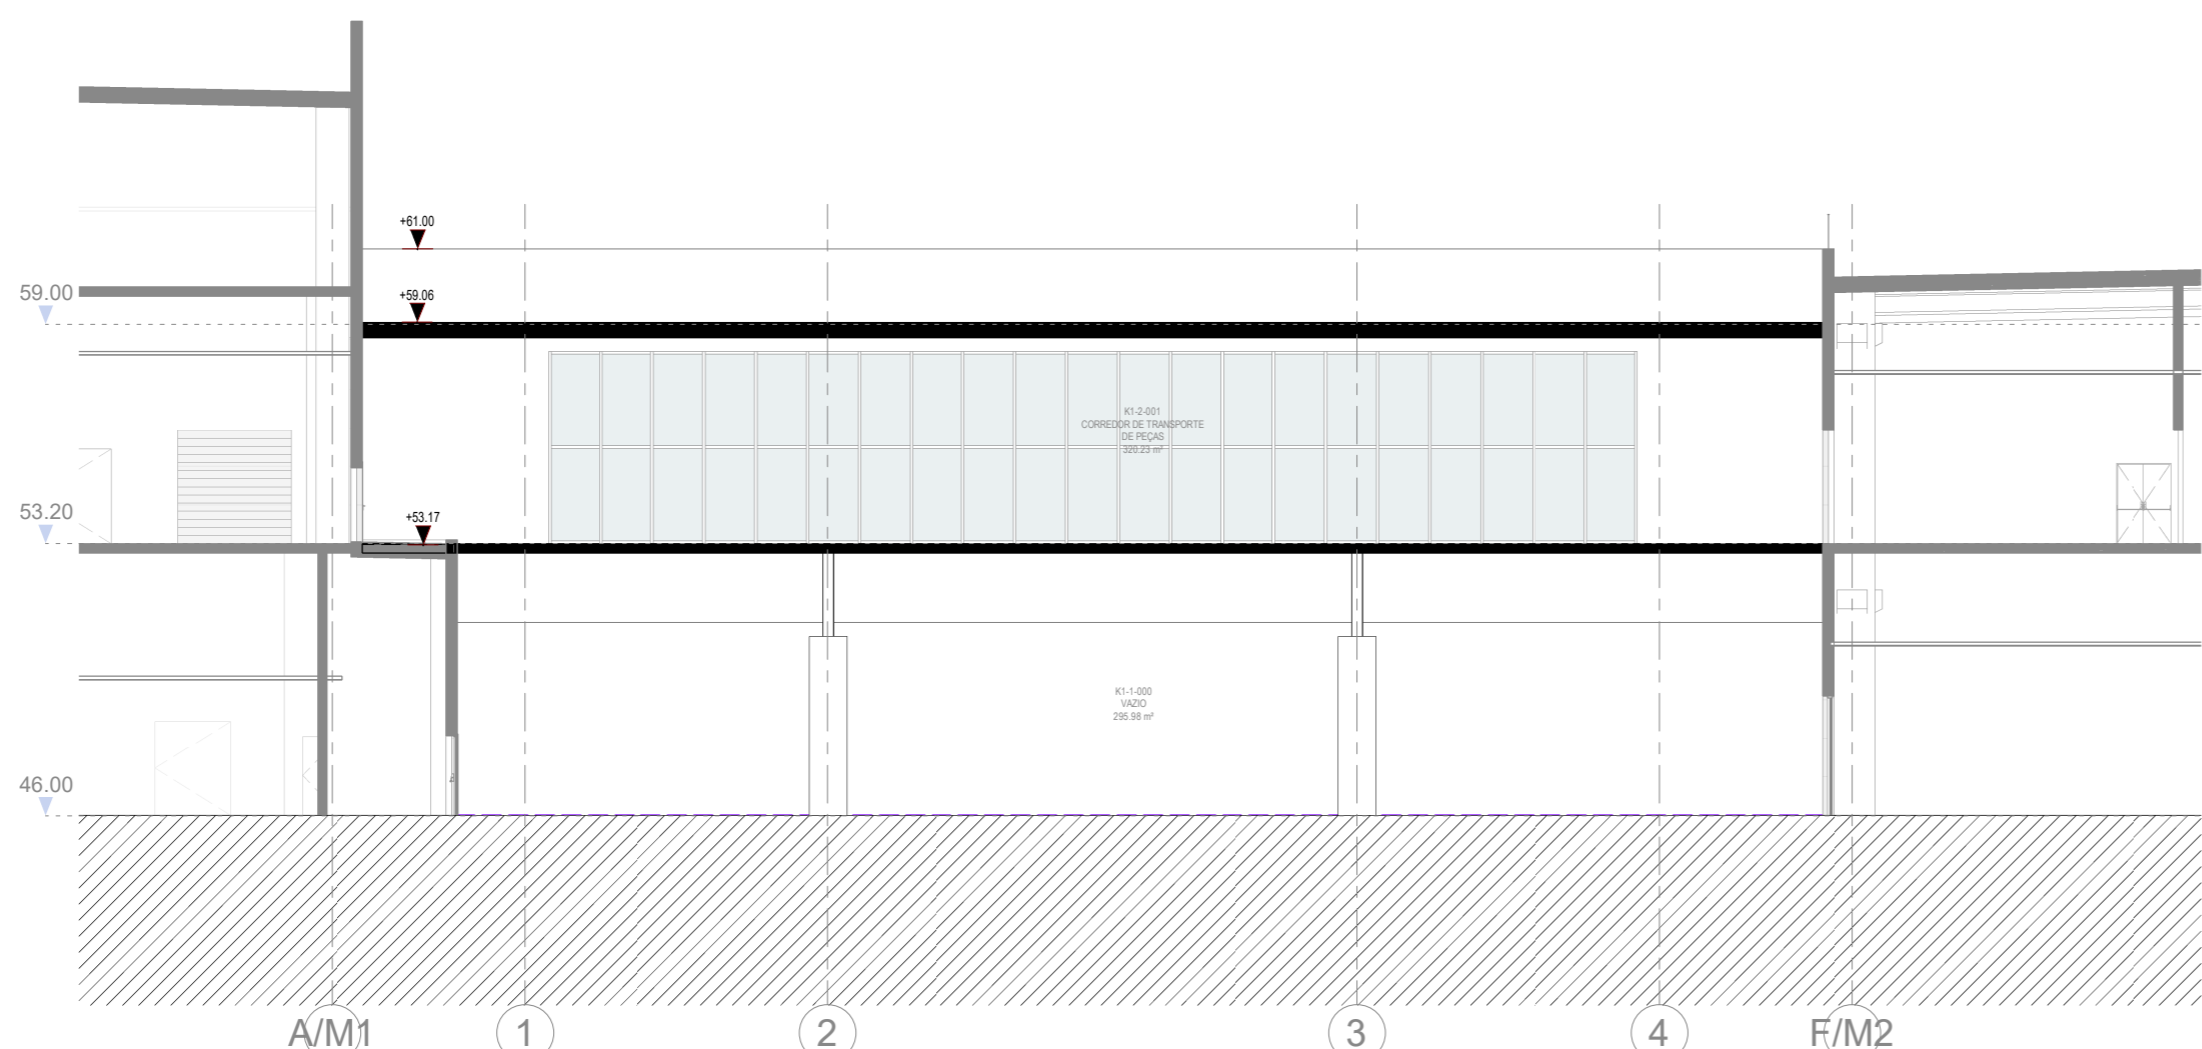 +61.00
59.00
+59.06
K1-2-001
CORREDOR DE TRANSPORTE
DE PEÇAS
320.23 m²
53.20
+53.17
K1-1-000
VAZIO
295.98 m²
46.00
A/M1
1
2
3
4
F/M2